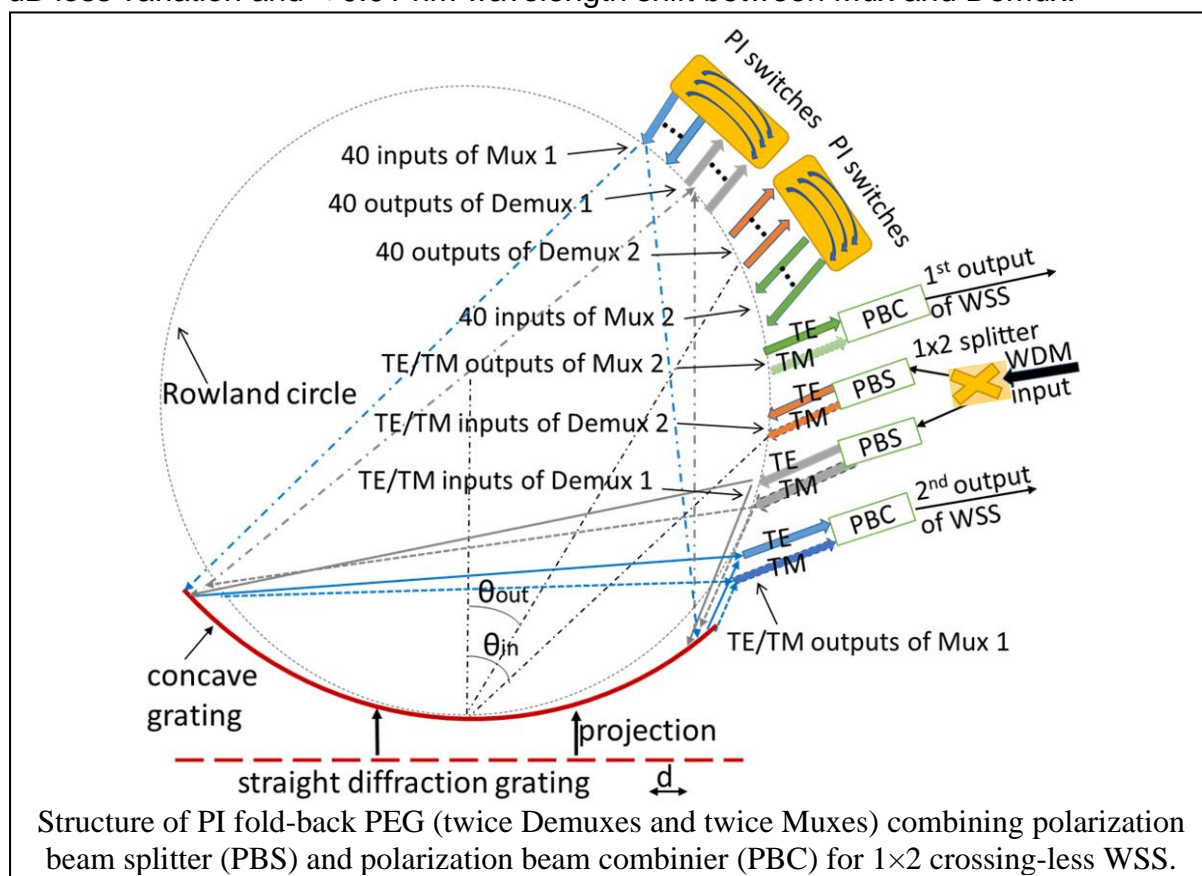 dB loss variation and nm wavelength shift between Mux and Demux.
PI switches
PI switches
40 inputs of Mux 1
40 outputs of Demux 1
40 outputs of Demux 2
40 inputs of Mux 2
TE/TM outputs of Mux 2
TE/TM inputs of Demux 2
TE/TM inputs of Demux 1
Rowland circle
TE
TM
PBC
1st output
of WSS
1x2 splitter
WDM
input
TE
TM
PBS
TE
TM
PBS
TE
TM
PBC
2nd output
of WSS
θout
θin
TE/TM outputs of Mux 1
concave
grating
projection
straight diffraction grating
d
Structure of PI fold-back PEG (twice Demuxes and twice Muxes) combining polarization
beam splitter (PBS) and polarization beam combinier (PBC) for 1×2 crossing-less WSS.